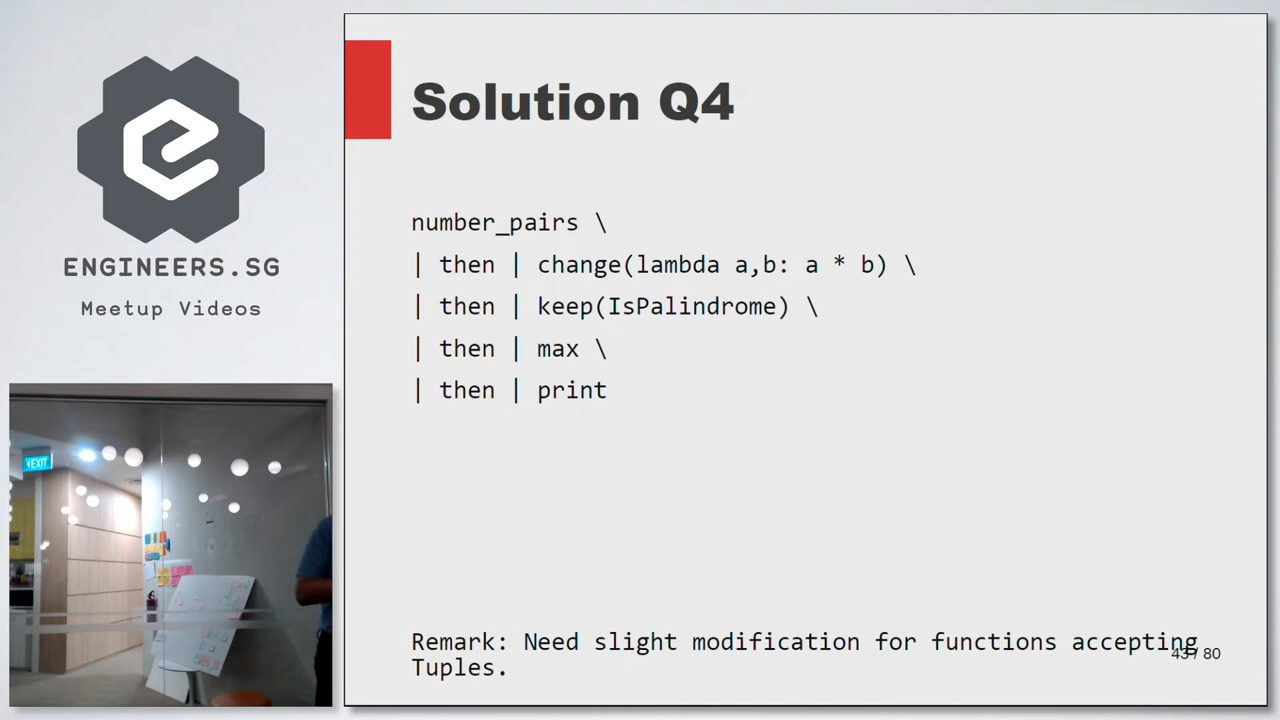 ENGINEERS.SG
Meetup Videos
EXIT
Solution Q4
number_pairs \
| then | change(lambda a,b: a * b) \
| then | keep(IsPalindrome) \
| then | max \
| then | print
Remark: Need slight modification for functions accepting
Tuples.
43 / 80